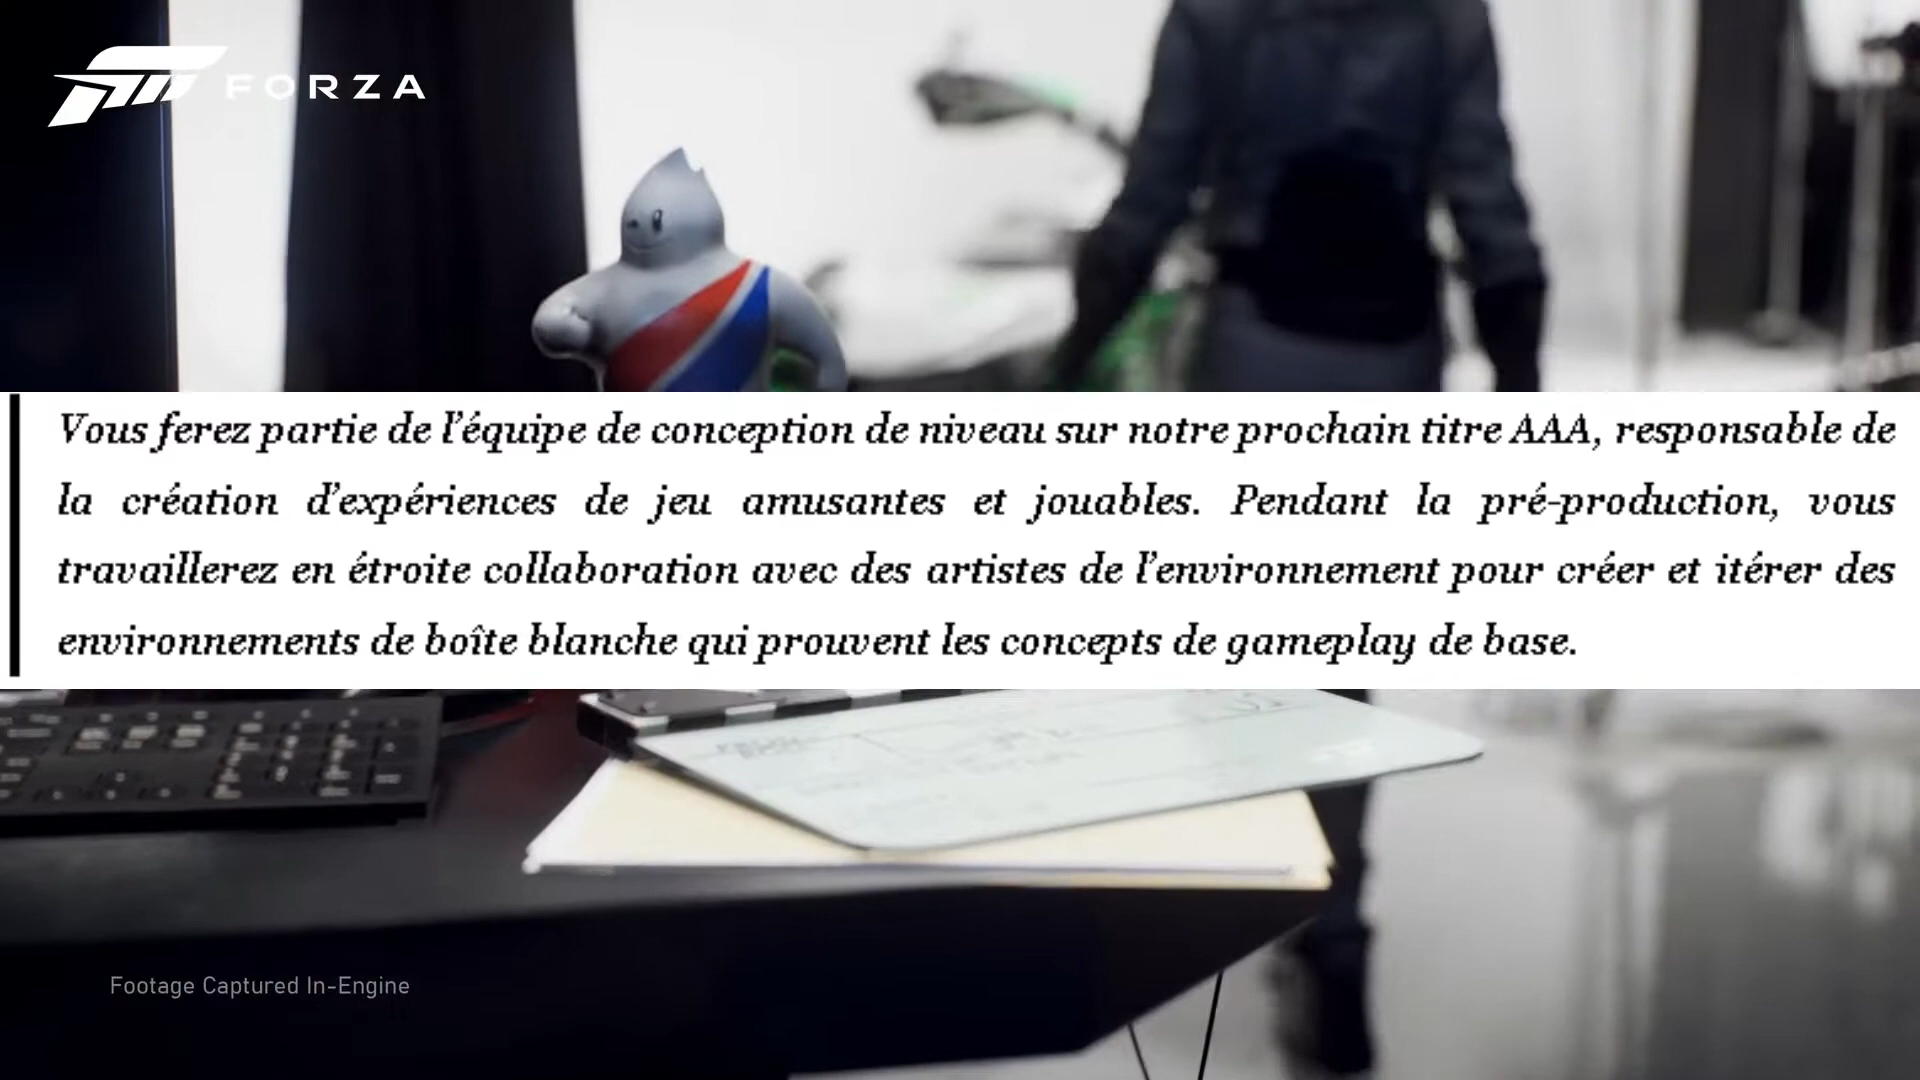 FORZA
Vous ferez partie de l’équipe de conception de niveau sur notre prochain titre AAA, responsable de
la création d’expériences de jeu amusantes et jouables. Pendant la pré-production, vous
travaillerez en étroite collaboration avec des artistes de l’environnement pour créer et itérer des
environnements de boîte blanche qui prouvent les concepts de gameplay de base.
Footage Captured In-Engine